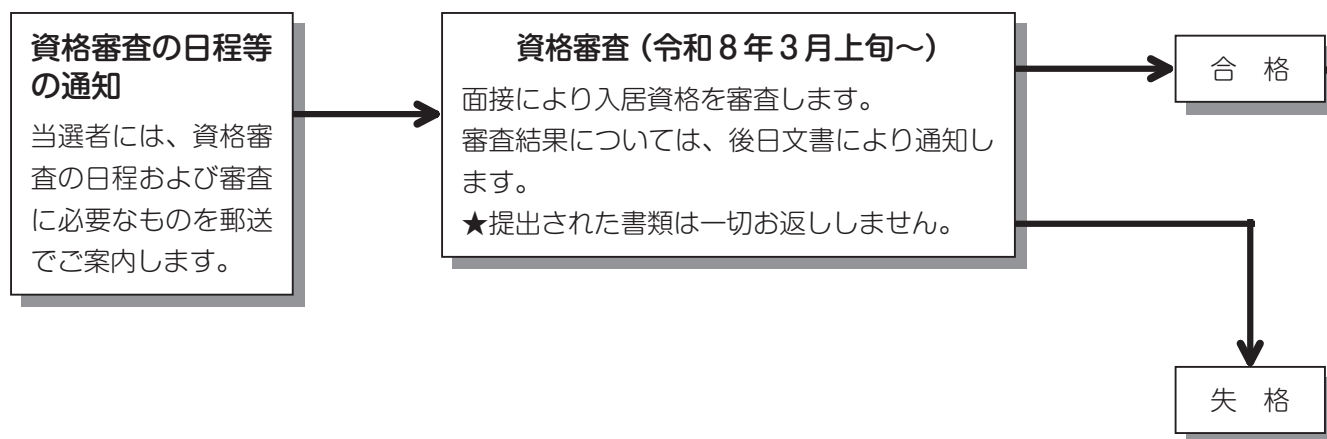 資格審査の日程等
の通知
当選者には、資格審
査の日程および審査
に必要なものを郵送
でご案内します。
資格審査（令和８年３月上旬～）
面接により入居資格を審査します。
審査結果については、後日文書により通知し
ます。
★提出された書類は一切お返ししません。
合　格
失　格